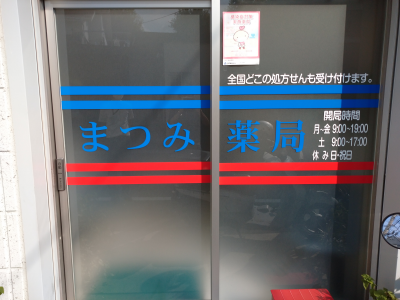 全国どこの処方せんも受け付けます。
まつみ薬局
開局時間
月-金 9:00~19:00
土 9:00~17:00
休み 日・祝日